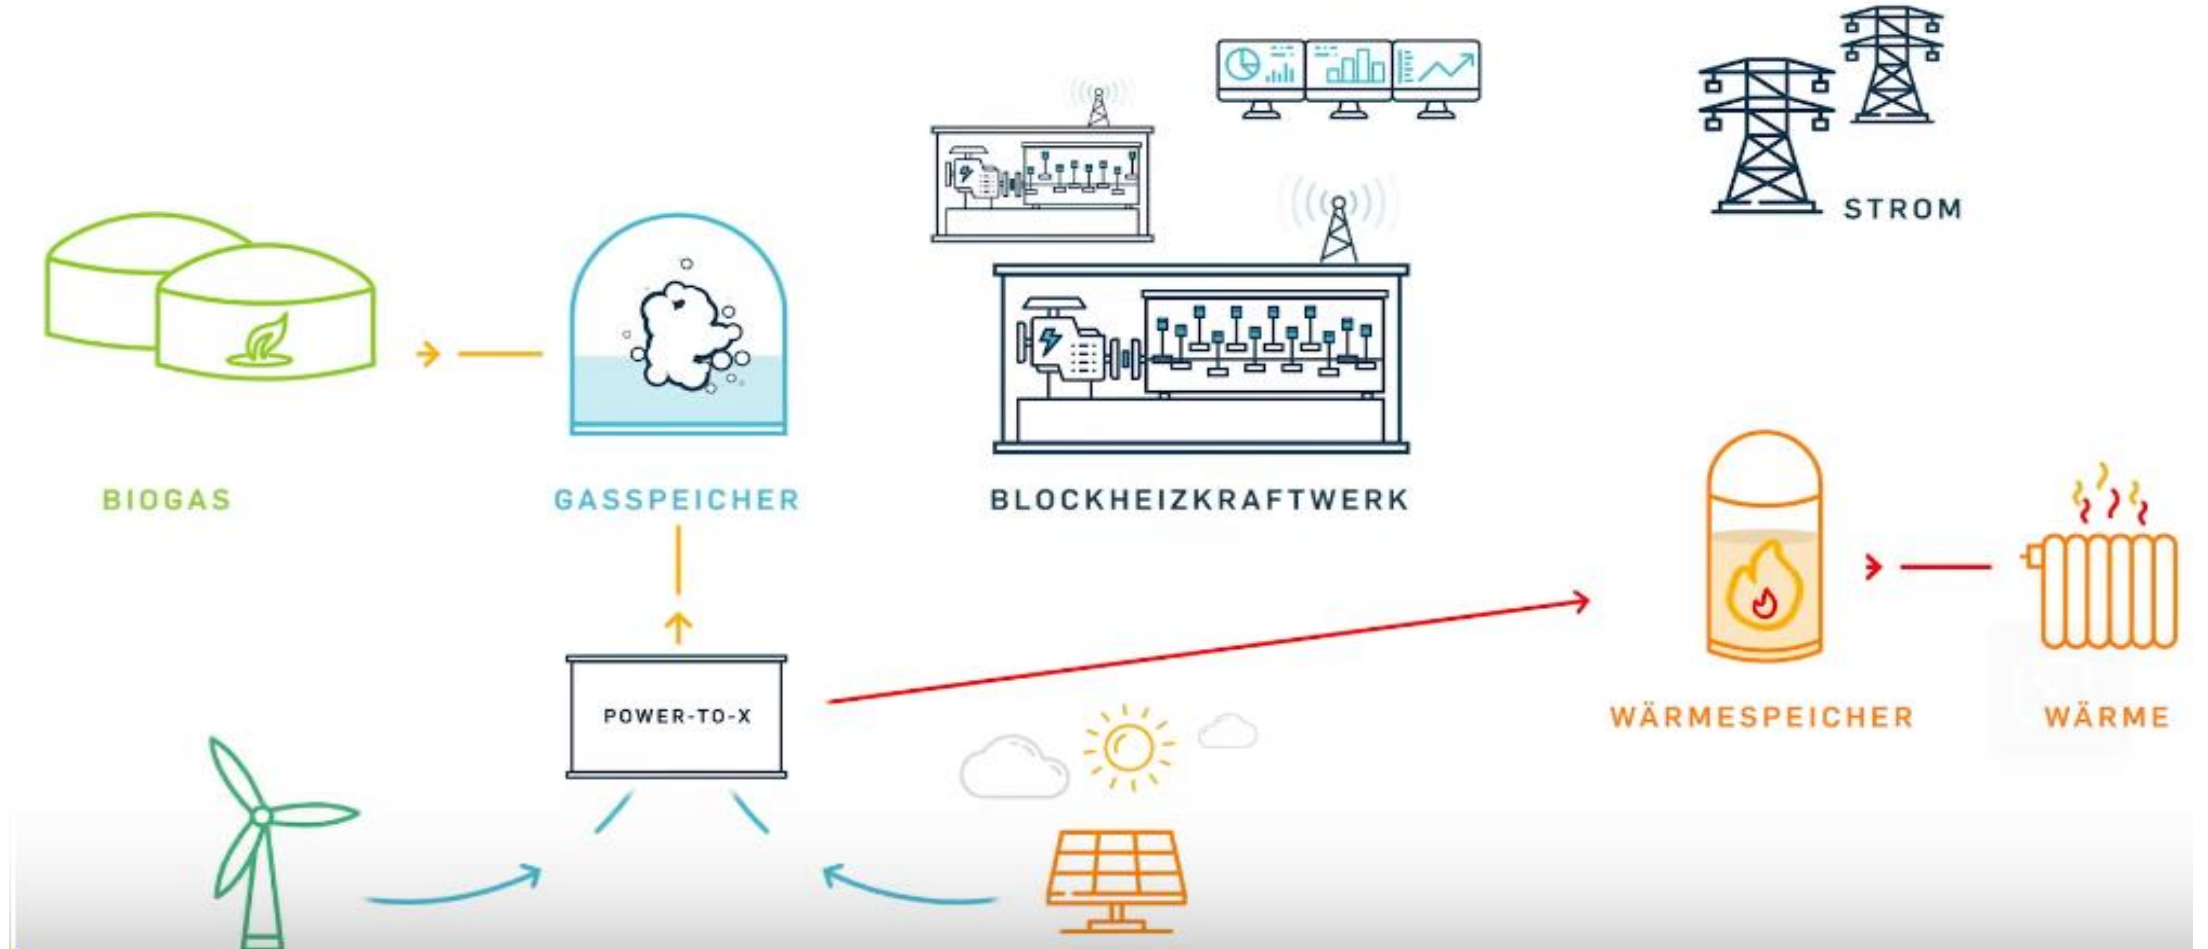 STROM
BIOGAS
GASSPEICHER
BLOCKHEIZKRAFTWERK
POWER-TO-X
WÄRMESPEICHER
WÄRME